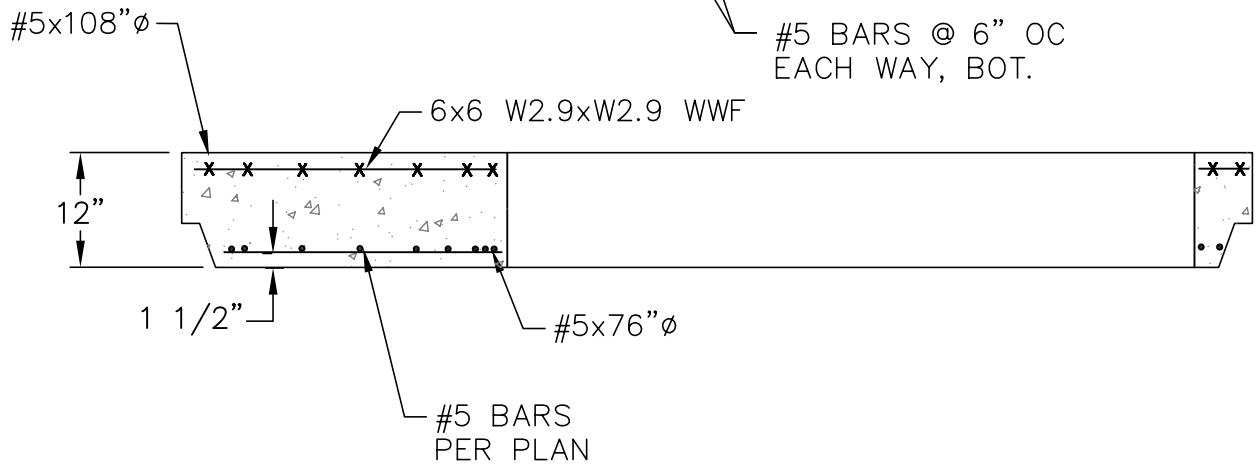 #5x108"ø
#5 BARS @ 6" OC
EACH WAY, BOT.
6x6 W2.9xW2.9 WWF
12"
1 1/2"
#5x76"ø
#5 BARS
PER PLAN